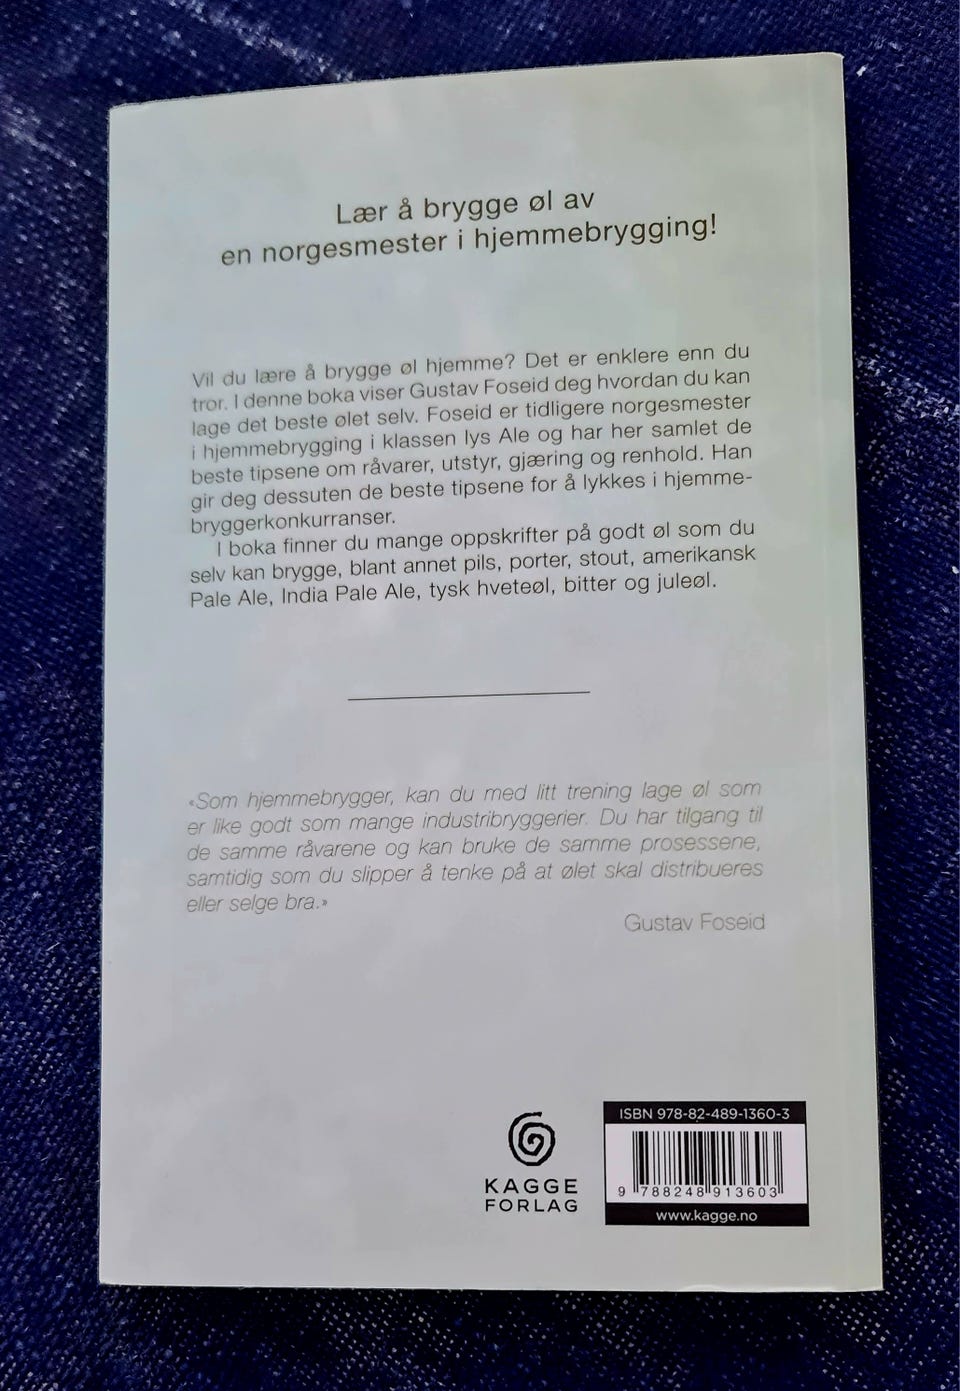 Lær å brygge øl av
en norgesmester i hjemmebrygging!
Vil du lære å brygge øl hjemme? Det er enklere enn du
tror. I denne boka viser Gustav Foseid deg hvordan du kan
lage det beste ølet selv. Foseid er tidligere norgesmester
i hjemmebrygging i klassen lys Ale og har her samlet de
beste tipsene om råvarer, utstyr, gjæring og renhold. Han
gir deg dessuten de beste tipsene for å lykkes i hjemme-
bryggerkonkurranser.
I boka finner du mange oppskrifter på godt øl som du
selv kan brygge, blant annet pils, porter, stout, amerikansk
Pale Ale, India Pale Ale, tysk hveteøl, bitter og juleøl.
«Som hjemmebrygger, kan du med litt trening lage øl som
er like godt som mange industribryggerier. Du har tilgang til
de samme råvarene og kan bruke de samme prosessene,
samtidig som du slipper å tenke på at ølet skal distribueres
eller selge bra.»
Gustav Foseid
KAGGE
FORLAG
ISBN 978-82-489-1360-3
9 788248 913603
www.kagge.no